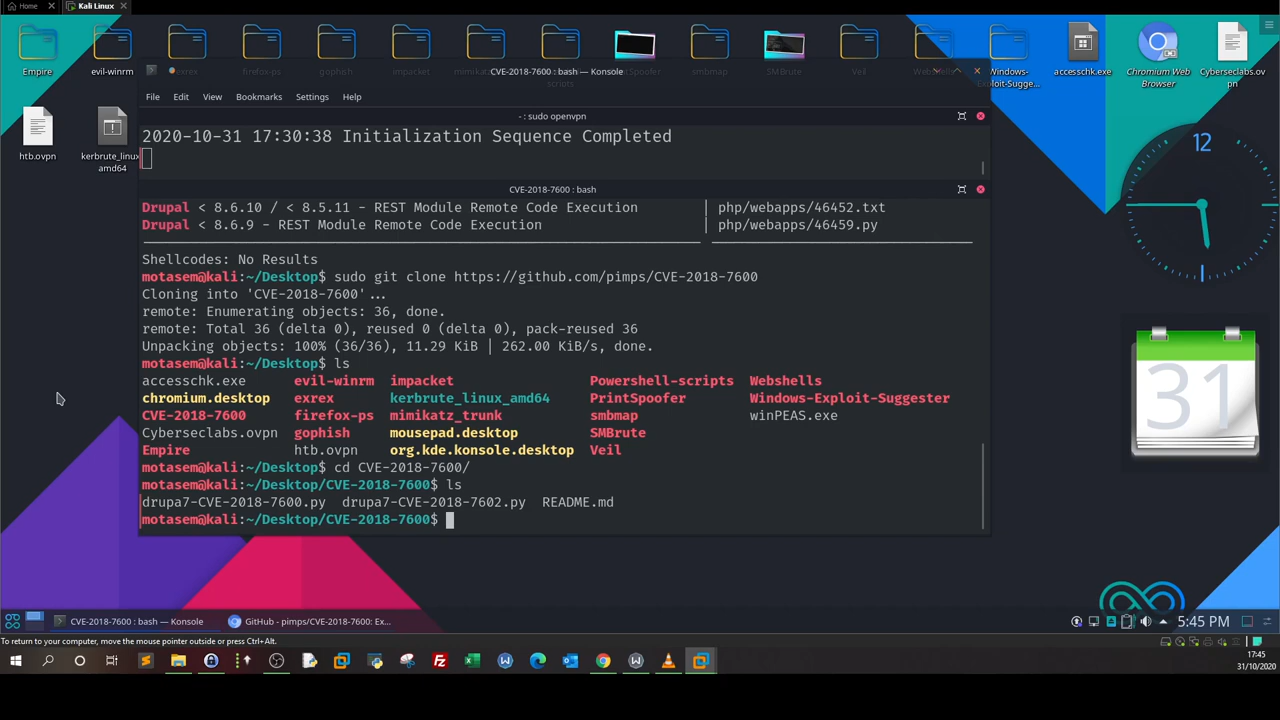 Home
Kali Linux
Empire
evil-winrm
exrex
firefox-ps
gophish
impacket
smbmap
SMBrute
Veil
Windows-
Exploit-Sugge...
accesschk.exe
Chromium Web
Browser
Cyberseclabs.ov
pn
CVE-2018-7600 : bash — Konsole
File Edit View Bookmarks Settings Help
htb.ovpn
kerbrute_linux
amd64
~ : sudo openvpn
2020-10-31 17:30:38 Initialization Sequence Completed
CVE-2018-7600 : bash
Drupal < 8.6.10 / < 8.5.11 - REST Module Remote Code Execution | php/webapps/46452.txt
Drupal < 8.6.9 - REST Module Remote Code Execution | php/webapps/46459.py
Shellcodes: No Results
motasem@kali:~/Desktop$ sudo git clone https://github.com/pimps/CVE-2018-7600
Cloning into 'CVE-2018-7600'...
remote: Enumerating objects: 36, done.
remote: Total 36 (delta 0), reused 0 (delta 0), pack-reused 36
Unpacking objects: 100% (36/36), 11.29 KiB | 262.00 KiB/s, done.
motasem@kali:~/Desktop$ ls
accesschk.exe evil-winrm impacket Powershell-scripts Webshells
chromium.desktop exrex kerbrute_linux_amd64 PrintSpoofer Windows-Exploit-Suggester
CVE-2018-7600 firefox-ps mimikatz_trunk smbmap winPEAS.exe
Cyberseclabs.ovpn gophish mousepad.desktop SMBrute
Empire htb.ovpn org.kde.konsole.desktop Veil
motasem@kali:~/Desktop$ cd CVE-2018-7600/
motasem@kali:~/Desktop/CVE-2018-7600$ ls
drupa7-CVE-2018-7600.py drupa7-CVE-2018-7602.py README.md
motasem@kali:~/Desktop/CVE-2018-7600$
12
31
CVE-2018-7600 : bash — Konsole
GitHub - pimps/CVE-2018-7600: Ex...
5:45 PM
To return to your computer, move the mouse pointer outside or press Ctrl+Alt.
17:45
31/10/2020